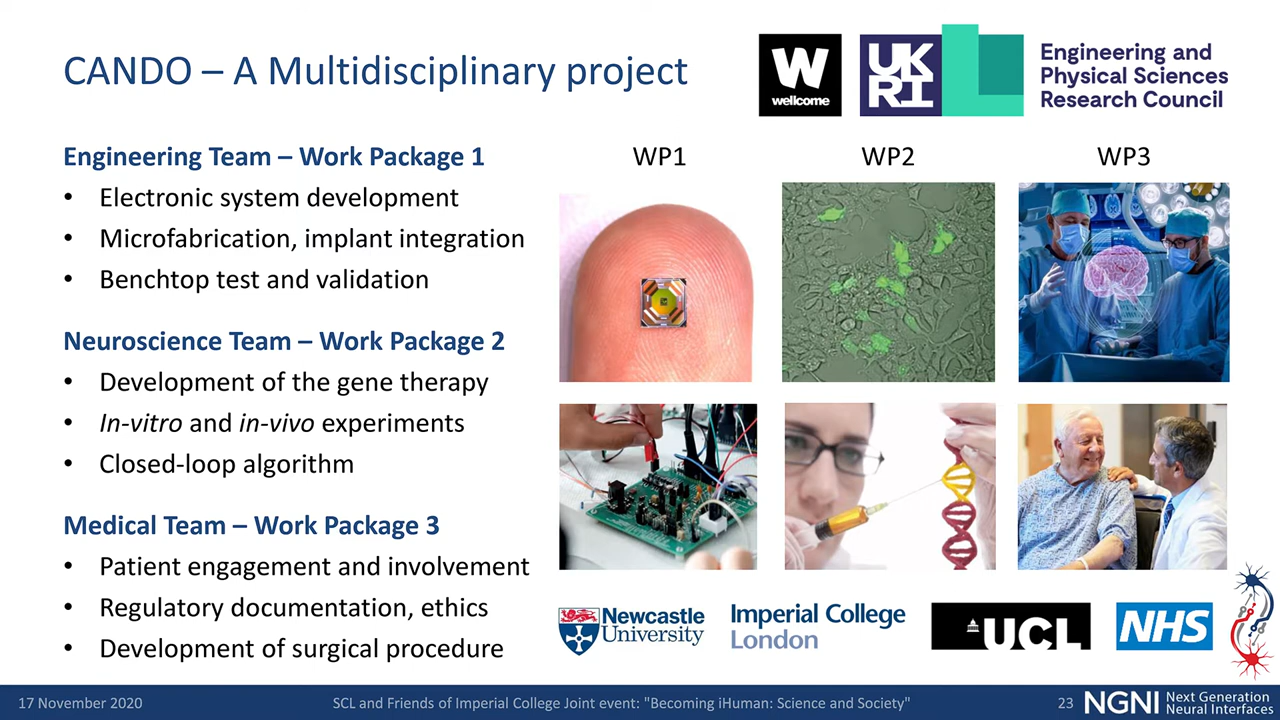 CANDO – A Multidisciplinary project
W
wellcome
UK
RI
Engineering and
Physical Sciences
Research Council
Engineering Team – Work Package 1
• Electronic system development
• Microfabrication, implant integration
• Benchtop test and validation
Neuroscience Team – Work Package 2
• Development of the gene therapy
• In-vitro and in-vivo experiments
• Closed-loop algorithm
Medical Team – Work Package 3
• Patient engagement and involvement
• Regulatory documentation, ethics
• Development of surgical procedure
WP1
WP2
WP3
Newcastle
University
Imperial College
London
UCL
NHS
17 November 2020
SCL and Friends of Imperial College Joint event: "Becoming iHuman: Science and Society"
23
NGNI
Next Generation
Neural Interfaces